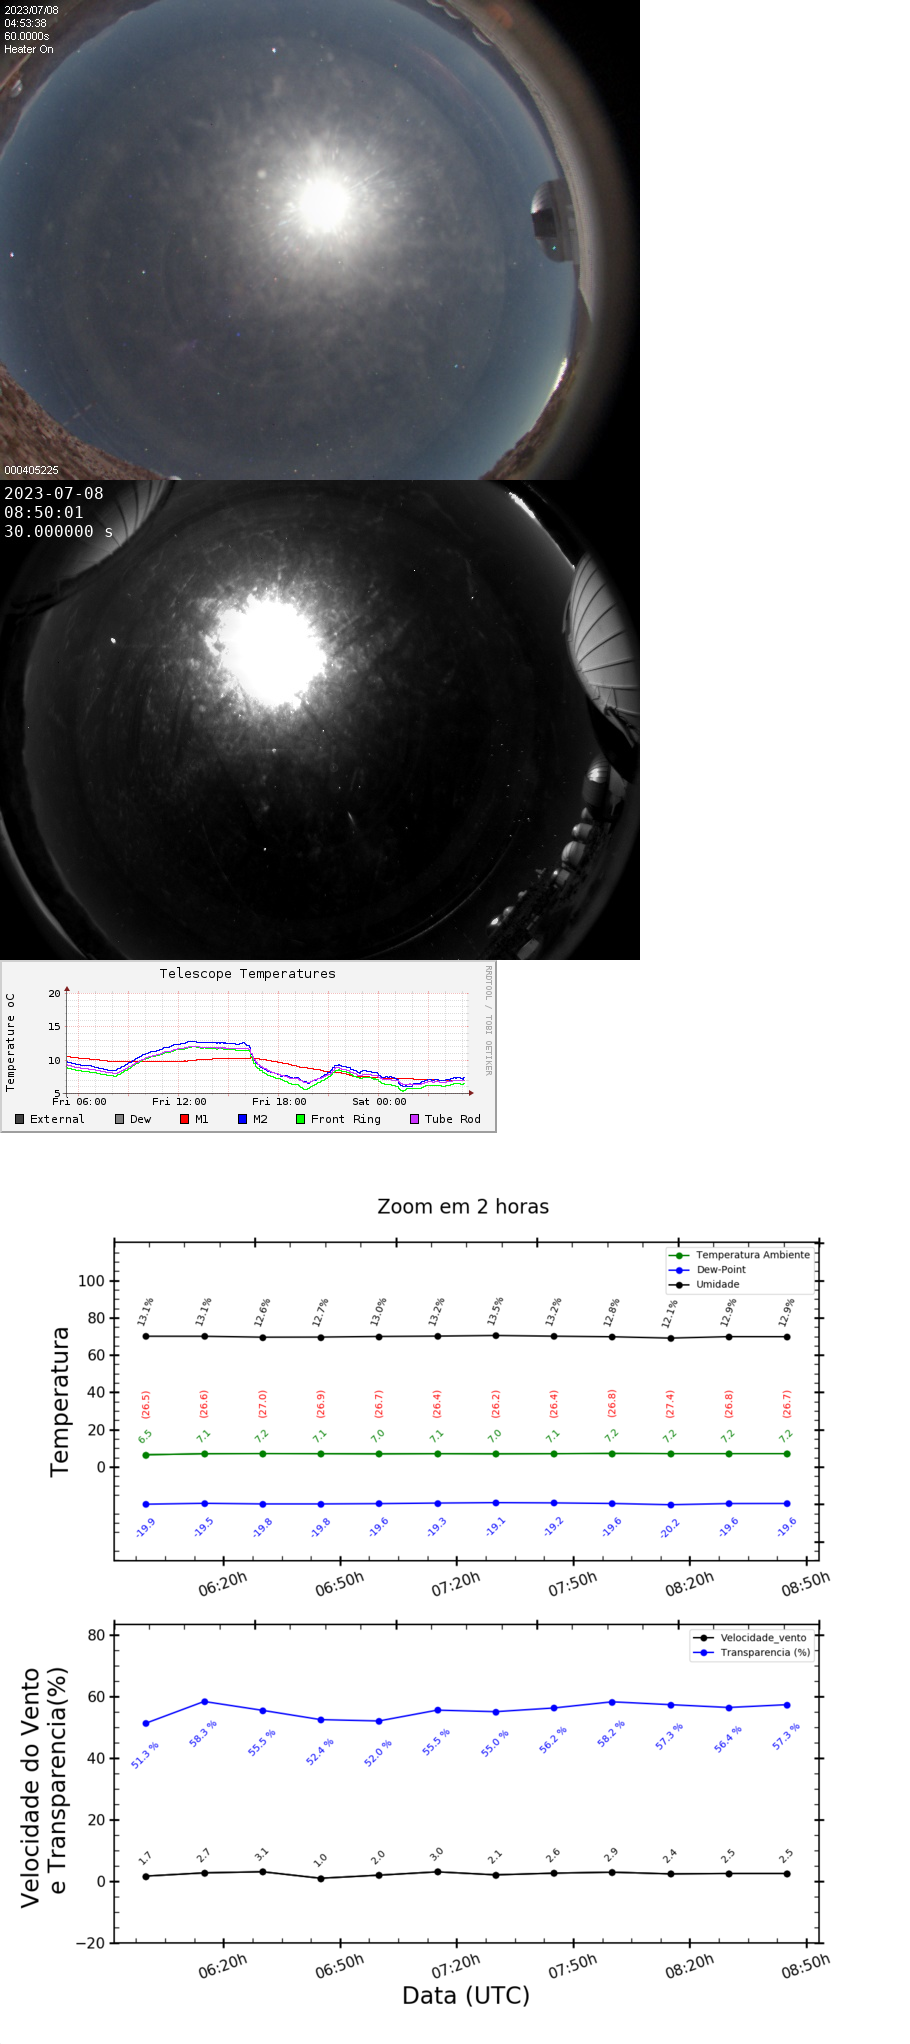 2023/07/08
04:53:38
60.0000s
Heater On
000405225
2023-07-08
08:50:01
30.000000 s
Telescope Temperatures
RRDTOOL / TOBI OETIKER
Temperature oC
20
15
10
5
Fri 06:00 Fri 12:00 Fri 18:00 Sat 00:00
External Dew M1 M2 Front Ring Tube Rod
Zoom em 2 horas
Temperatura
100
80
60
40
20
0
Temperatura Ambiente
Dew-Point
Umidade
13.1% 13.1% 12.6% 12.7% 13.0% 13.2% 13.5% 13.2% 12.8% 12.1% 12.9% 12.9%
(26.5) (26.6) (27.0) (26.9) (26.7) (26.4) (26.2) (26.4) (26.8) (27.4) (26.8) (26.7)
6.5 7.1 7.2 7.1 7.0 7.1 7.0 7.1 7.2 7.2 7.2 7.2
-19.9 -19.5 -19.8 -19.8 -19.6 -19.3 -19.1 -19.2 -19.6 -20.2 -19.6 -19.6
06:20h 06:50h 07:20h 07:50h 08:20h 08:50h
Velocidade do Vento
e Transparencia(%)
80
60
40
20
0
−20
Velocidade_vento
Transparencia (%)
51.3 % 58.3 % 55.5 % 52.4 % 52.0 % 55.5 % 55.0 % 56.2 % 58.2 % 57.3 % 56.4 % 57.3 %
1.7 2.7 3.1 1.0 2.0 3.0 2.1 2.6 2.9 2.4 2.5 2.5
06:20h 06:50h 07:20h 07:50h 08:20h 08:50h
Data (UTC)